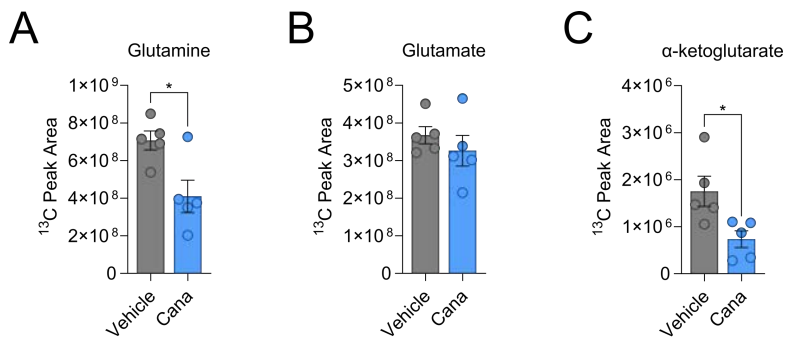 A
Glutamine
¹³C Peak Area
1×10⁹
8×10⁸
6×10⁸
4×10⁸
2×10⁸
0
*
Vehicle
Cana
B
Glutamate
¹³C Peak Area
5×10⁸
4×10⁸
3×10⁸
2×10⁸
1×10⁸
0
Vehicle
Cana
C
α-ketoglutarate
¹³C Peak Area
4×10⁶
3×10⁶
2×10⁶
1×10⁶
0
*
Vehicle
Cana